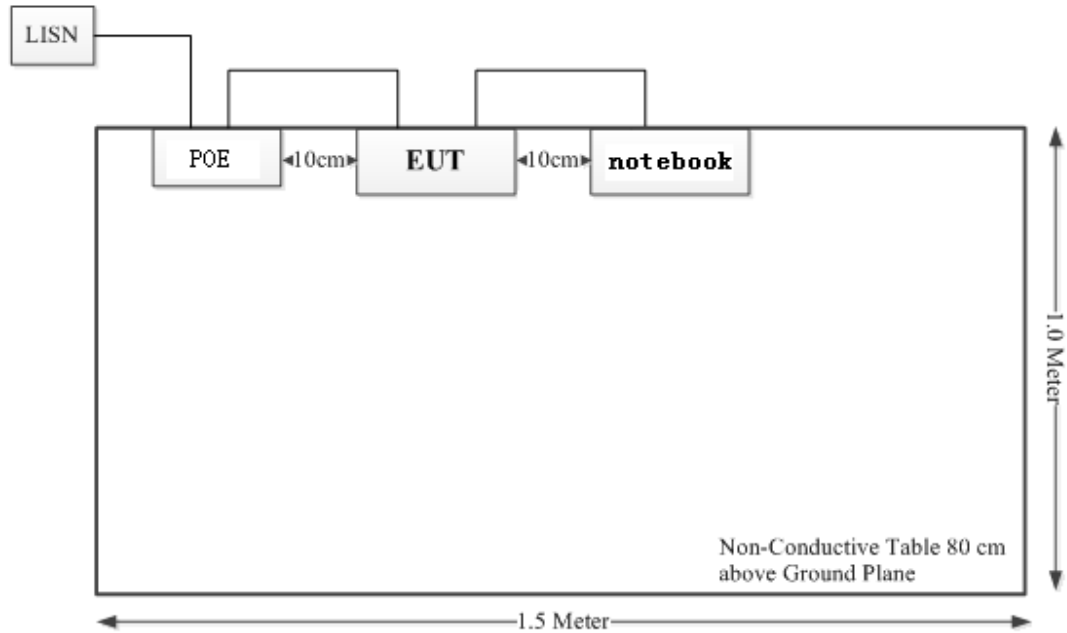 LISN
POE
10cm
EUT
10cm
notebook
1.0 Meter
Non-Conductive Table 80 cm
above Ground Plane
1.5 Meter